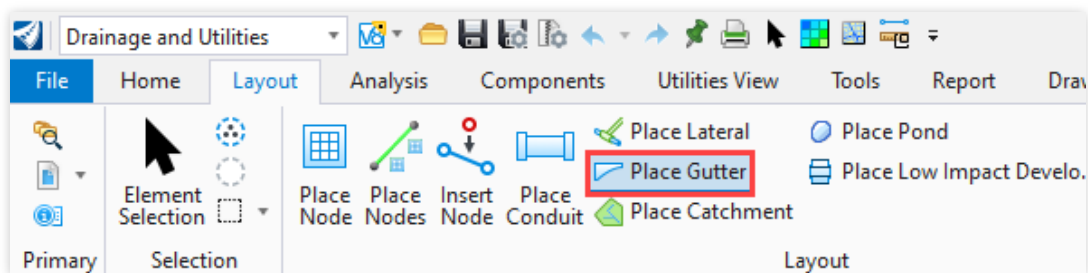 Drainage and Utilities
File Home Layout Analysis Components Utilities View Tools Report
Place Lateral Place Pond
Place Gutter Place Low Impact Develo.
Element Selection Place Node Place Nodes Insert Node Place Conduit Place Catchment
Primary Selection Layout